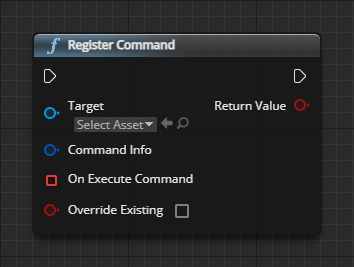 Register Command
Target
Return Value
Select Asset
Command Info
On Execute Command
Override Existing